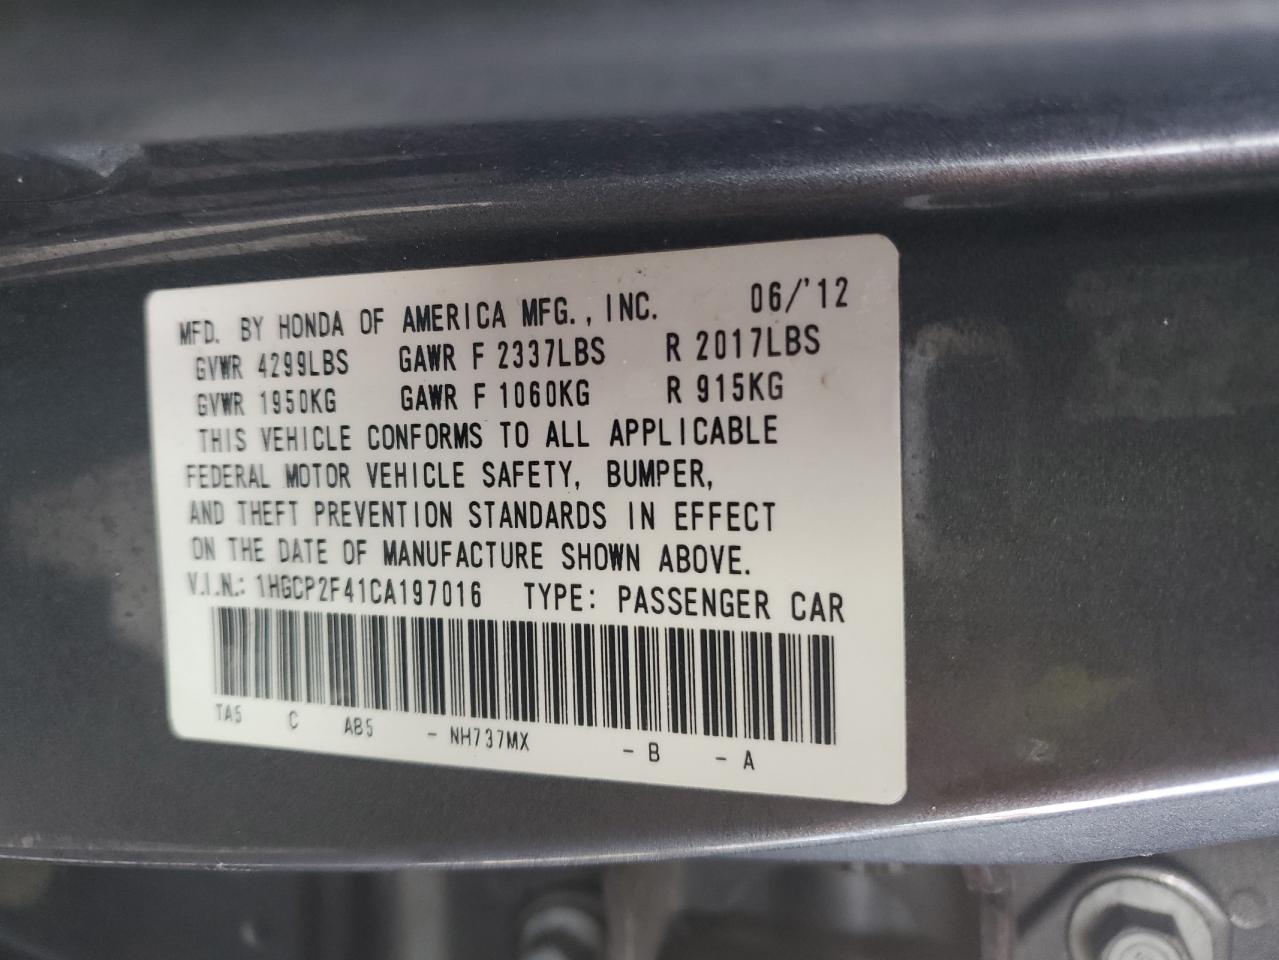 MFD. BY HONDA OF AMERICA MFG., INC. 06/'12
GVWR 4299LBS GAWR F 2337LBS R 2017LBS
GVWR 1950KG GAWR F 1060KG R 915KG
THIS VEHICLE CONFORMS TO ALL APPLICABLE
FEDERAL MOTOR VEHICLE SAFETY, BUMPER,
AND THEFT PREVENTION STANDARDS IN EFFECT
ON THE DATE OF MANUFACTURE SHOWN ABOVE.
V.I.N.: 1HGCP2F41CA197016 TYPE: PASSENGER CAR
TA5 C AB5 - NH737MX - B - A